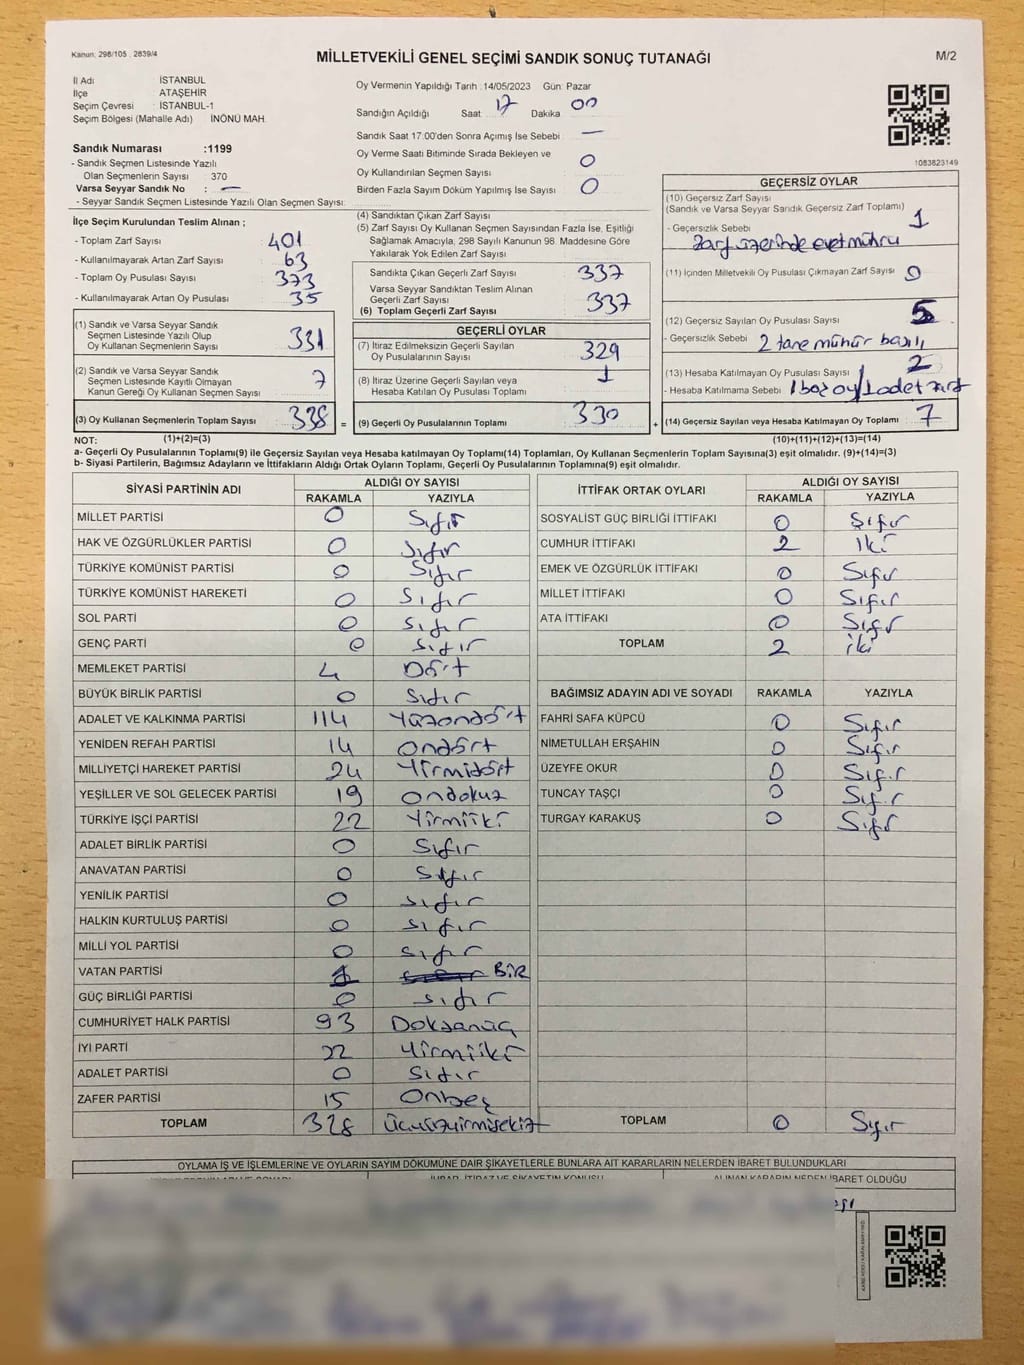 Kanun: 298/105 . 2839/4
MİLLETVEKİLİ GENEL SEÇİMİ SANDIK SONUÇ TUTANAĞI
M/2
İl Adı : İSTANBUL
İlçe : ATAŞEHİR
Seçim Çevresi : İSTANBUL-1
Seçim Bölgesi (Mahalle Adı) : İNÖNÜ MAH.
Oy Vermenin Yapıldığı Tarih :14/05/2023 Gün: Pazar
Sandığın Açıldığı Saat : 17 Dakika : 00
Sandık Saat 17:00'den Sonra Açımış İse Sebebi : —
Oy Verme Saati Bitiminde Sırada Bekleyen ve
Oy Kullandırılan Seçmen Sayısı : 0
Birden Fazla Sayım Döküm Yapılmış İse Sayısı : 0
1083823149
Sandık Numarası :1199
- Sandık Seçmen Listesinde Yazılı
Olan Seçmenlerin Sayısı : 370
Varsa Seyyar Sandık No : —
- Seyyar Sandık Seçmen Listesinde Yazılı Olan Seçmen Sayısı:
İlçe Seçim Kurulundan Teslim Alınan ;
- Toplam Zarf Sayısı : 401
- Kullanılmayarak Artan Zarf Sayısı : 63
- Toplam Oy Pusulası Sayısı : 373
- Kullanılmayarak Artan Oy Pusulası : 35
(1) Sandık ve Varsa Seyyar Sandık
Seçmen Listesinde Yazılı Olup
Oy Kullanan Seçmenlerin Sayısı : 331
(2) Sandık ve Varsa Seyyar Sandık
Seçmen Listesinde Kayıtlı Olmayan
Kanun Gereği Oy Kullanan Seçmen Sayısı : 7
(3) Oy Kullanan Seçmenlerin Toplam Sayısı : 338 =
(4) Sandıktan Çıkan Zarf Sayısı
(5) Zarf Sayısı Oy Kullanan Seçmen Sayısından Fazla İse, Eşitliği
Sağlamak Amacıyla, 298 Sayılı Kanunun 98. Maddesine Göre
Yakılarak Yok Edilen Zarf Sayısı
Sandıkta Çıkan Geçerli Zarf Sayısı : 337
Varsa Seyyar Sandıktan Teslim Alınan
Geçerli Zarf Sayısı
(6) Toplam Geçerli Zarf Sayısı : 337
GEÇERLİ OYLAR
(7) İtiraz Edilmeksizin Geçerli Sayılan
Oy Pusulalarının Sayısı : 329
(8) İtiraz Üzerine Geçerli Sayılan veya
Hesaba Katılan Oy Pusulası Toplamı : 1
(9) Geçerli Oy Pusulalarının Toplamı : 330 +
GEÇERSİZ OYLAR
(10) Geçersiz Zarf Sayısı
(Sandık ve Varsa Seyyar Sandık Geçersiz Zarf Toplamı) : 1
- Geçersizlik Sebebi
Zarf üzerinde evet mührü
(11) İçinden Milletvekili Oy Pusulası Çıkmayan Zarf Sayısı : 0
(12) Geçersiz Sayılan Oy Pusulası Sayısı
- Geçersizlik Sebebi : 2 tane mühür basılı
(13) Hesaba Katılmayan Oy Pusulası Sayısı : 2
- Hesaba Katılmama Sebebi : 1 boş oy/1 adet zarf
(14) Geçersiz Sayılan veya Hesaba Katılmayan Oy Toplamı : 7
NOT: (1)+(2)=(3) (10)+(11)+(12)+(13)=(14)
a- Geçerli Oy Pusulaların Toplamı(9) ile Geçersiz Sayılan veya Hesaba katılmayan Oy Toplamı(14) Toplamları, Oy Kullanan Seçmenlerin Toplam Sayısına(3) eşit olmalıdır. (9)+(14)=(3)
b- Siyasi Partilerin, Bağımsız Adayların ve İttifakların Aldığı Ortak Oyların Toplamı, Geçerli Oy Pusulalarının Toplamına(9) eşit olmalıdır.
SİYASİ PARTİNİN ADI ALDIĞI OY SAYISI
RAKAMLA YAZIYLA
MİLLET PARTİSİ 0 Sıfır
HAK VE ÖZGÜRLÜKLER PARTİSİ 0 Sıfır
TÜRKİYE KOMÜNİST PARTİSİ 0 Sıfır
TÜRKİYE KOMÜNİST HAREKETİ 0 Sıfır
SOL PARTİ 0 Sıfır
GENÇ PARTİ 0 Sıfır
MEMLEKET PARTİSİ 4 Dört
BÜYÜK BİRLİK PARTİSİ 0 Sıfır
ADALET VE KALKINMA PARTİSİ 114 Yüzondört
YENİDEN REFAH PARTİSİ 14 Ondört
MİLLİYETÇİ HAREKET PARTİSİ 24 Yirmidört
YEŞİLLER VE SOL GELECEK PARTİSİ 19 Ondokuz
TÜRKİYE İŞÇİ PARTİSİ 22 Yirmiiki
ADALET BİRLİK PARTİSİ 0 Sıfır
ANAVATAN PARTİSİ 0 Sıfır
YENİLİK PARTİSİ 0 Sıfır
HALKIN KURTULUŞ PARTİSİ 0 Sıfır
MİLLİ YOL PARTİSİ 0 Sıfır
VATAN PARTİSİ 1 BİR
GÜÇ BİRLİĞİ PARTİSİ 0 Sıfır
CUMHURİYET HALK PARTİSİ 93 Doksanüç
İYİ PARTİ 22 Yirmiiki
ADALET PARTİSİ 0 Sıfır
ZAFER PARTİSİ 15 Onbeş
TOPLAM 328 Üçyüzyirmisekiz
İTTİFAK ORTAK OYLARI ALDIĞI OY SAYISI
RAKAMLA YAZIYLA
SOSYALİST GÜÇ BİRLİĞİ İTTİFAKI 0 Sıfır
CUMHUR İTTİFAKI 2 İki
EMEK VE ÖZGÜRLÜK İTTİFAKI 0 Sıfır
MİLLET İTTİFAKI 0 Sıfır
ATA İTTİFAKI 0 Sıfır
TOPLAM 2 İki
BAĞIMSIZ ADAYIN ADI VE SOYADI RAKAMLA YAZIYLA
FAHRİ SAFA KÜPCÜ 0 Sıfır
NİMETULLAH ERŞAHİN 0 Sıfır
ÜZEYFE OKUR 0 Sıfır
TUNCAY TAŞÇI 0 Sıfır
TURGAY KARAKUŞ 0 Sıfır
TOPLAM 0 Sıfır
OYLAMA İŞ VE İŞLEMLERİNE VE OYLARIN SAYIM DÖKÜMÜNE DAİR ŞİKAYETLERLE BUNLARA AİT KARARLARIN NELERDEN İBARET BULUNDUKLARI
ALINAN KARARIN NEDEN İBARET OLDUĞU